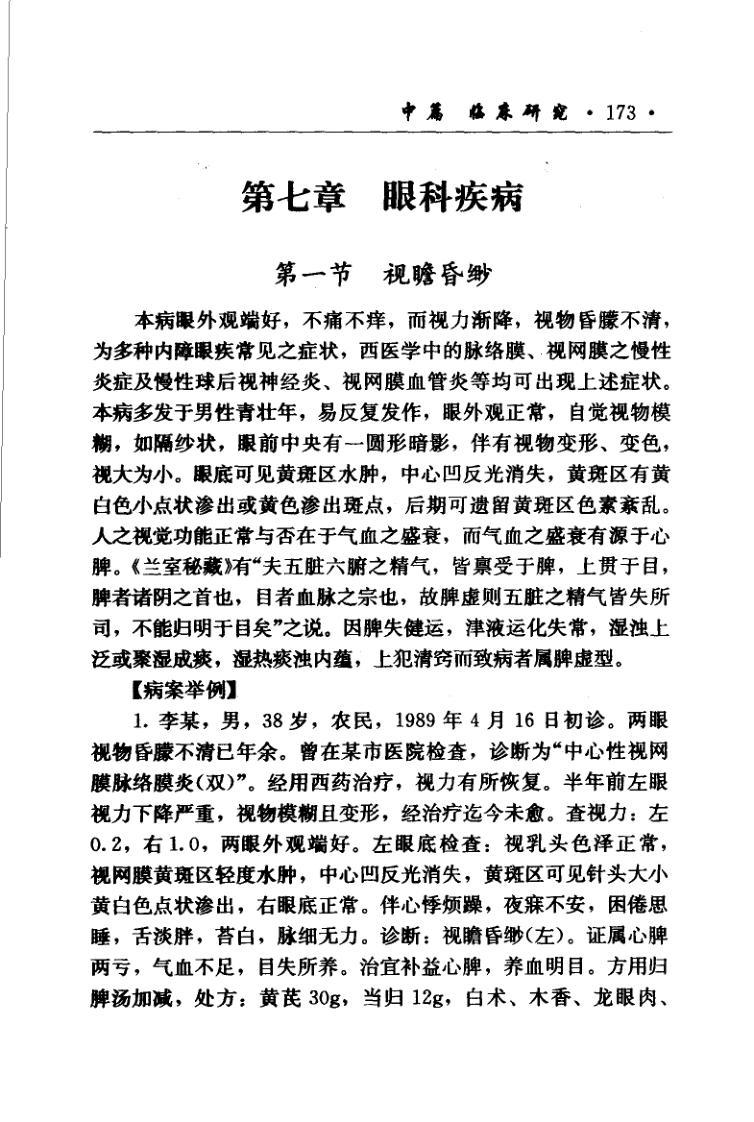 中篇 临床研究 · 173 ·
第七章 眼科疾病
第一节 视瞻昏缈
本病眼外观端好，不痛不痒，而视力渐降，视物昏朦不清，
为多种内障眼疾常见之症状，西医学中的脉络膜、视网膜之慢性
炎症及慢性球后视神经炎、视网膜血管炎等均可出现上述症状。
本病多发于男性青壮年，易反复发作，眼外观正常，自觉视物模
糊，如隔纱状，眼前中央有一圆形暗影，伴有视物变形、变色，
视大为小。眼底可见黄斑区水肿，中心凹反光消失，黄斑区有黄
白色小点状渗出或黄色渗出斑点，后期可遗留黄斑区色素紊乱。
人之视觉功能正常与否在于气血之盛衰，而气血之盛衰有源于心
脾。《兰室秘藏》有“夫五脏六腑之精气，皆禀受于脾，上贯于目，
脾者诸阴之首也，目者血脉之宗也，故脾虚则五脏之精气皆失所
司，不能归明于目矣”之说。因脾失健运，津液运化失常，湿浊上
泛或聚湿成痰，湿热痰浊内蕴，上犯清窍而致病者属脾虚型。
【病案举例】
1. 李某，男，38 岁，农民，1989 年 4 月 16 日初诊。两眼
视物昏朦不清已年余。曾在某市医院检查，诊断为“中心性视网
膜脉络膜炎(双)”。经用西药治疗，视力有所恢复。半年前左眼
视力下降严重，视物模糊且变形，经治疗迄今未愈。查视力：左
0.2，右 1.0，两眼外观端好。左眼底检查：视乳头色泽正常，
视网膜黄斑区轻度水肿，中心凹反光消失，黄斑区可见针头大小
黄白色点状渗出，右眼底正常。伴心悸烦躁，夜寐不安，困倦思
睡，舌淡胖，苔白，脉细无力。诊断：视瞻昏缈(左)。证属心脾
两亏，气血不足，目失所养。治宜补益心脾，养血明目。方用归
脾汤加减，处方：黄芪 30g，当归 12g，白术、木香、龙眼肉、